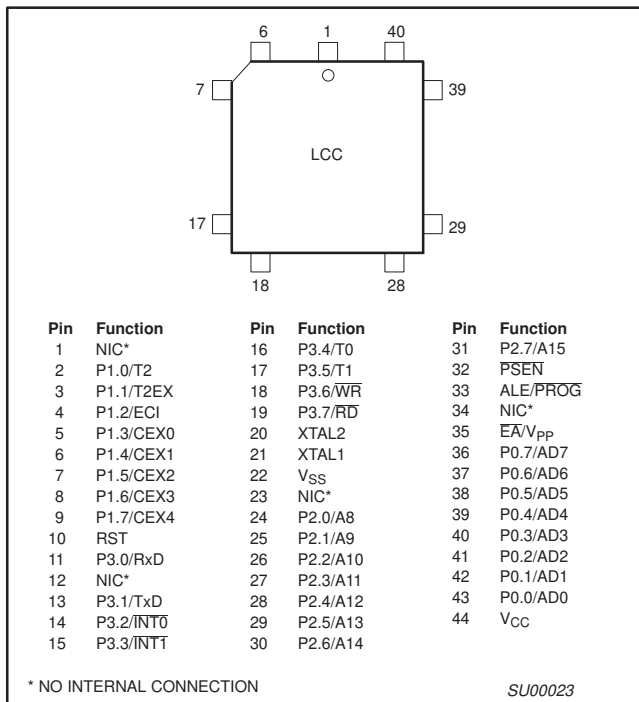 6 1 40
7 39
LCC
17 29
18 28
Pin Function
1 NIC*
2 P1.0/T2
3 P1.1/T2EX
4 P1.2/ECI
5 P1.3/CEX0
6 P1.4/CEX1
7 P1.5/CEX2
8 P1.6/CEX3
9 P1.7/CEX4
10 RST
11 P3.0/RxD
12 NIC*
13 P3.1/TxD
14 P3.2/I̅N̅T̅0̅
15 P3.3/I̅N̅T̅1̅
Pin Function
16 P3.4/T0
17 P3.5/T1
18 P3.6/W̅R̅
19 P3.7/R̅D̅
20 XTAL2
21 XTAL1
22 VSS
23 NIC*
24 P2.0/A8
25 P2.1/A9
26 P2.2/A10
27 P2.3/A11
28 P2.4/A12
29 P2.5/A13
30 P2.6/A14
Pin Function
31 P2.7/A15
32 P̅S̅E̅N̅
33 ALE/P̅R̅O̅G̅
34 NIC*
35 E̅A̅/VPP
36 P0.7/AD7
37 P0.6/AD6
38 P0.5/AD5
39 P0.4/AD4
40 P0.3/AD3
41 P0.2/AD2
42 P0.1/AD1
43 P0.0/AD0
44 VCC
* NO INTERNAL CONNECTION
SU00023